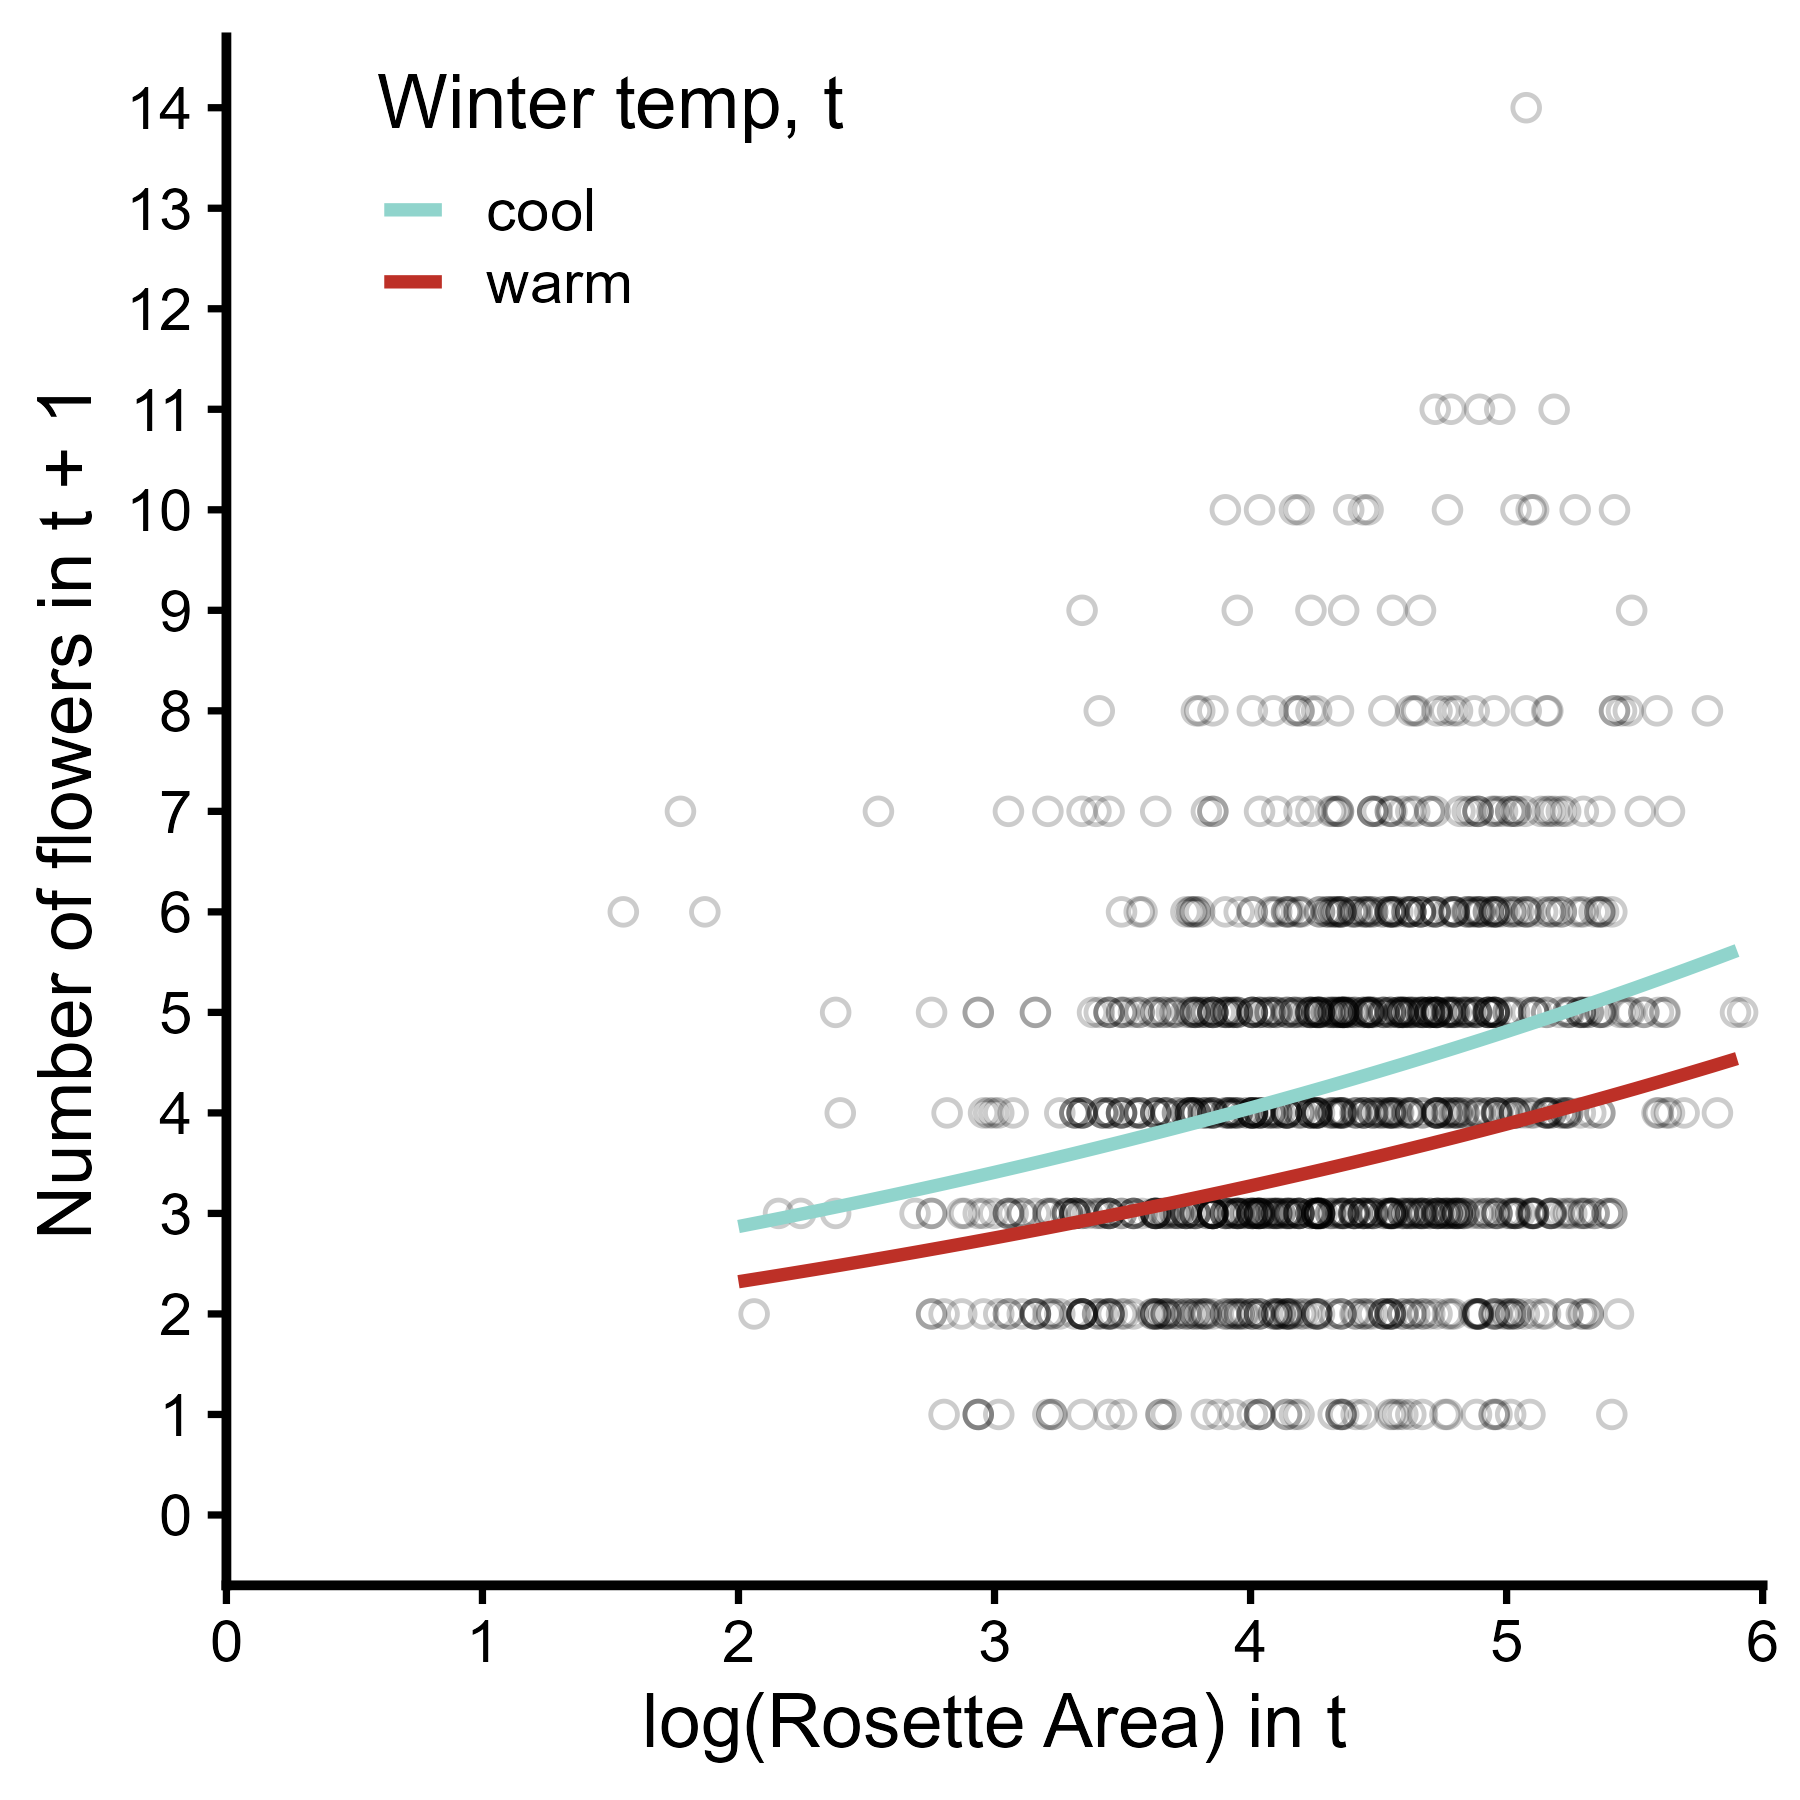 Winter temp, t
cool
warm
Number of flowers in t + 1
14
13
12
11
10
9
8
7
6
5
4
3
2
1
0
0 1 2 3 4 5 6
log(Rosette Area) in t